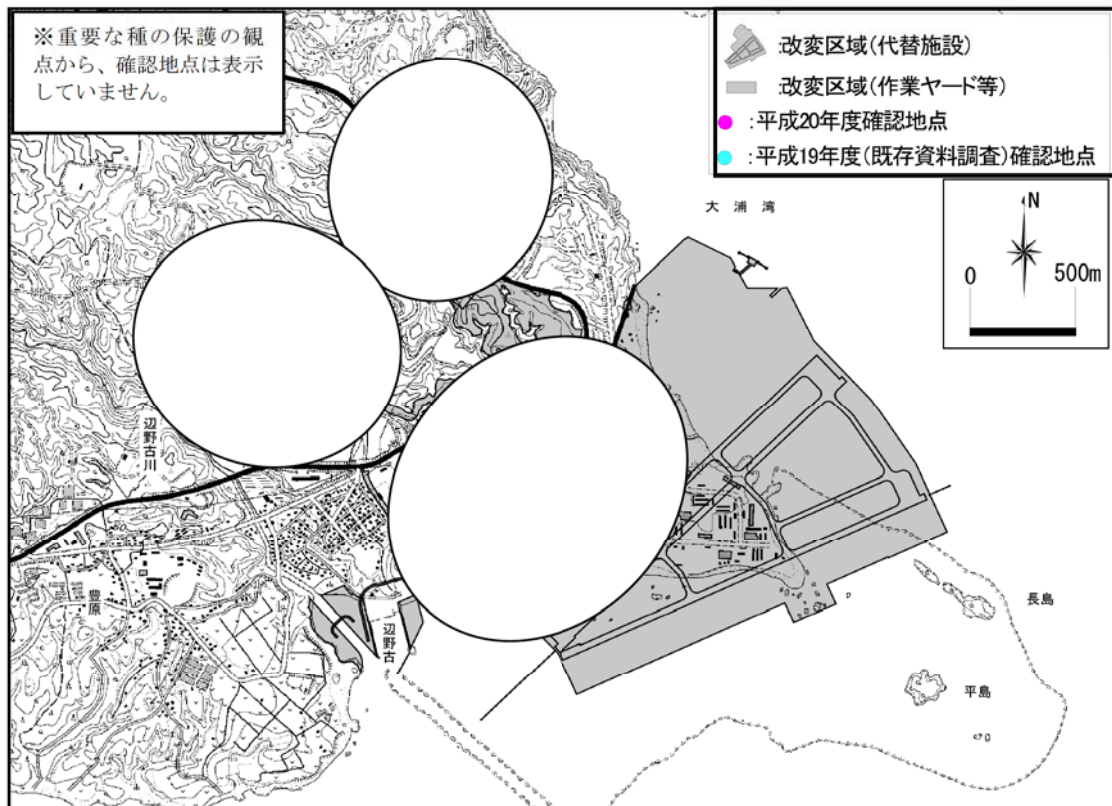 ※重要な種の保護の観
点から、確認地点は表示
していません。
:改変区域(代替施設)
:改変区域(作業ヤード等)
:平成20年度確認地点
:平成19年度(既存資料調査)確認地点
大浦湾
N
0 500m
辺野古川
豊原
辺野古
長島
平島